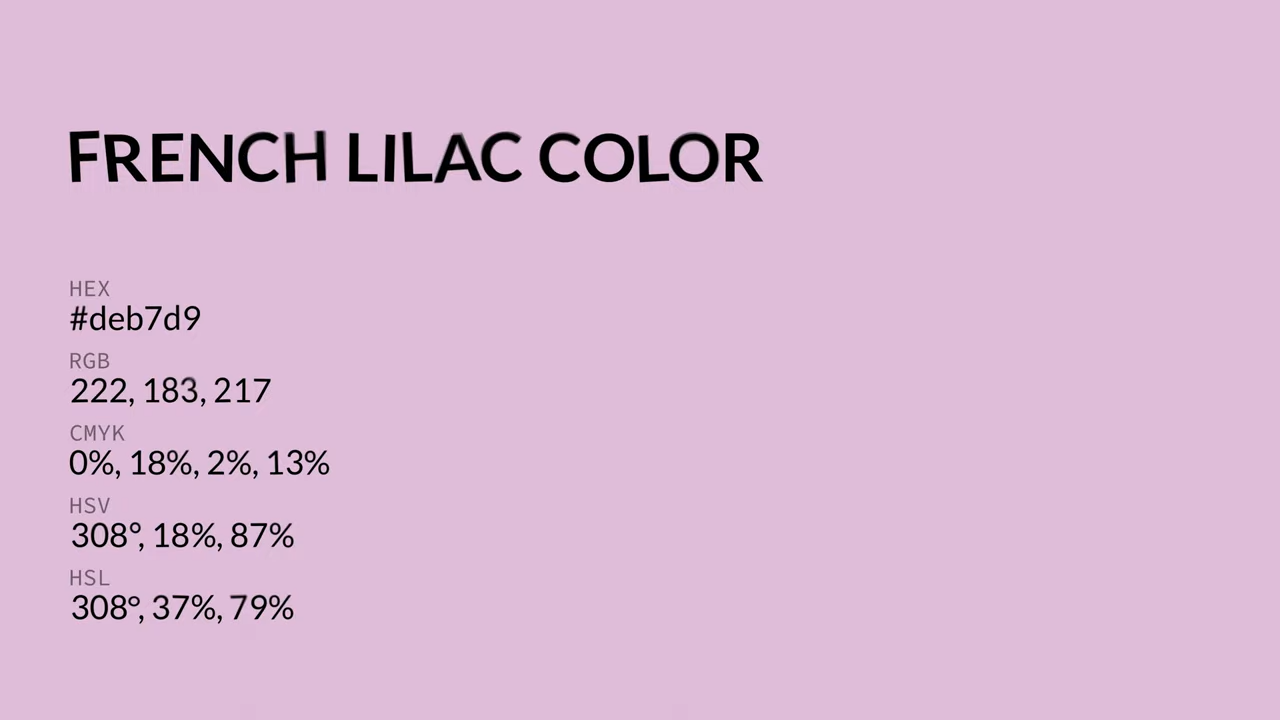 FRENCH LILAC COLOR
HEX
#deb7d9
RGB
222, 183, 217
CMYK
0%, 18%, 2%, 13%
HSV
308°, 18%, 87%
HSL
308°, 37%, 79%